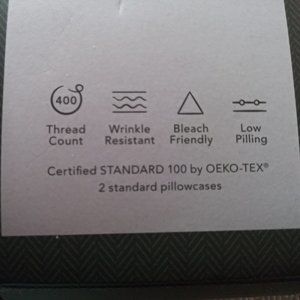 400
Thread Wrinkle Bleach Low
Count Resistant Friendly Pilling
Certified STANDARD 100 by OEKO-TEX®
2 standard pillowcases